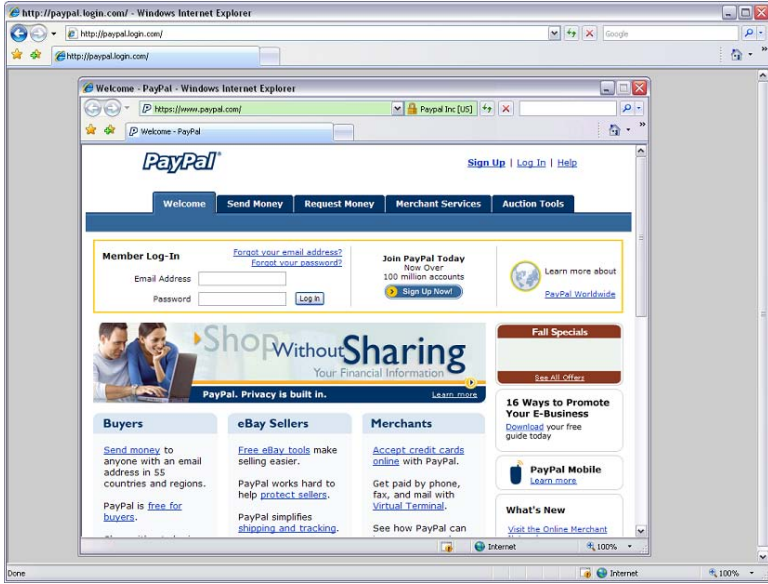 http://paypal.login.com/ - Windows Internet Explorer
http://paypal.login.com/
Google
http://paypal.login.com/
Welcome - PayPal - Windows Internet Explorer
https://www.paypal.com/
Paypal Inc [US]
Welcome - PayPal
PayPal
Sign Up | Log In | Help
Welcome
Send Money
Request Money
Merchant Services
Auction Tools
Member Log-In
Forgot your email address?
Forgot your password?
Email Address
Password
Log In
Join PayPal Today
Now Over
100 million accounts
Sign Up Now!
Learn more about
PayPal Worldwide
Shop Without Sharing
Your Financial Information
PayPal. Privacy is built in.
Learn more
Fall Specials
See All Offers
16 Ways to Promote
Your E-Business
Download your free
guide today
PayPal Mobile
Learn more
What's New
Visit the Online Merchant
Buyers
Send money to
anyone with an email
address in 55
countries and regions.
PayPal is free for
buyers.
eBay Sellers
Free eBay tools make
selling easier.
PayPal works hard to
help protect sellers.
PayPal simplifies
shipping and tracking.
Merchants
Accept credit cards
online with PayPal.
Get paid by phone,
fax, and mail with
Virtual Terminal.
See how PayPal can
Internet
100%
Done
Internet
100%